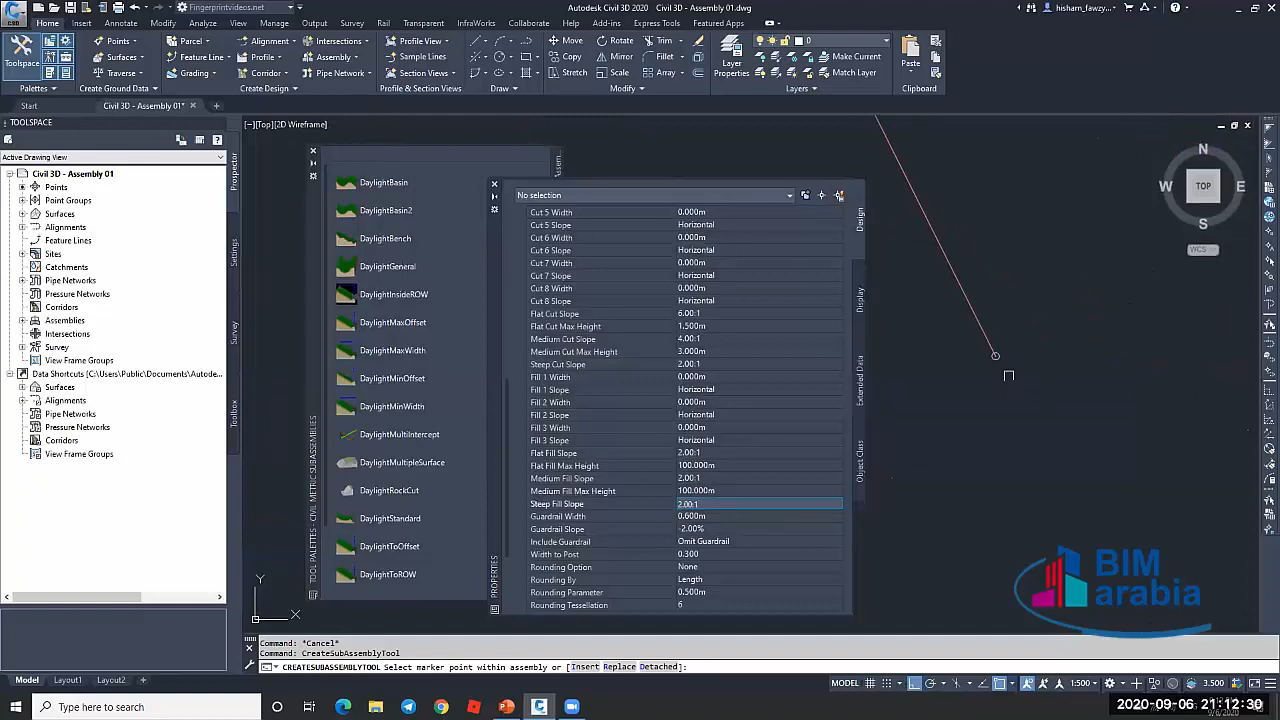 Fingerprintvideos.net
Autodesk Civil 3D 2020 Civil 3D - Assembly 01.dwg
hisham_fawzy...
Home Insert Annotate Modify Analyze View Manage Output Survey Rail Transparent InfraWorks Collaborate Help Add-ins Express Tools Featured Apps
Toolspace
Points
Surfaces
Traverse
Parcel
Feature Line
Grading
Alignment
Profile
Corridor
Intersections
Assembly
Pipe Network
Profile View
Sample Lines
Section Views
Move
Copy
Stretch
Rotate
Mirror
Scale
Trim
Fillet
Array
Layer
Properties
0
Make Current
Match Layer
Paste
Palettes Create Ground Data Create Design Profile & Section Views Draw Modify Layers Clipboard
Start Civil 3D - Assembly 01*
TOOLSPACE
Active Drawing View
Civil 3D - Assembly 01
Points
Point Groups
Surfaces
Alignments
Feature Lines
Sites
Catchments
Pipe Networks
Pressure Networks
Corridors
Assemblies
Intersections
Survey
View Frame Groups
Data Shortcuts [C:\Users\Public\Documents\Autode...
Surfaces
Alignments
Pipe Networks
Pressure Networks
Corridors
View Frame Groups
Prospector
Settings
Survey
Toolbox
[−][Top][2D Wireframe]
Assem...
DaylightBasin
DaylightBasin2
DaylightBench
DaylightGeneral
DaylightInsideROW
DaylightMaxOffset
DaylightMaxWidth
DaylightMinOffset
DaylightMinWidth
DaylightMultiIntercept
DaylightMultipleSurface
DaylightRockCut
DaylightStandard
DaylightToOffset
DaylightToROW
TOOL PALETTES - CIVIL METRIC SUBASSEMBLIES
No selection
Cut 5 Width 0.000m
Cut 5 Slope Horizontal
Cut 6 Width 0.000m
Cut 6 Slope Horizontal
Cut 7 Width 0.000m
Cut 7 Slope Horizontal
Cut 8 Width 0.000m
Cut 8 Slope Horizontal
Flat Cut Slope 6.00:1
Flat Cut Max Height 1.500m
Medium Cut Slope 4.00:1
Medium Cut Max Height 3.000m
Steep Cut Slope 2.00:1
Fill 1 Width 0.000m
Fill 1 Slope Horizontal
Fill 2 Width 0.000m
Fill 2 Slope Horizontal
Fill 3 Width 0.000m
Fill 3 Slope Horizontal
Flat Fill Slope 2.00:1
Flat Fill Max Height 100.000m
Medium Fill Slope 2.00:1
Medium Fill Max Height 100.000m
Steep Fill Slope 2.00:1
Guardrail Width 0.600m
Guardrail Slope -2.00%
Include Guardrail Omit Guardrail
Width to Post 0.300
Rounding Option None
Rounding By Length
Rounding Parameter 0.500m
Rounding Tessellation 6
PROPERTIES
Design
Display
Extended Data
Object Class
N
W TOP E
S
WCS
Y
X
BIM
arabia
Command: *Cancel*
Command: CreateSubAssemblyTool
CREATESUBASSEMBLYTOOL Select marker point within assembly or [Insert Replace Detached]:
Model Layout1 Layout2
MODEL 1:500 3.500
Type here to search
2020-09-06 21:12:30